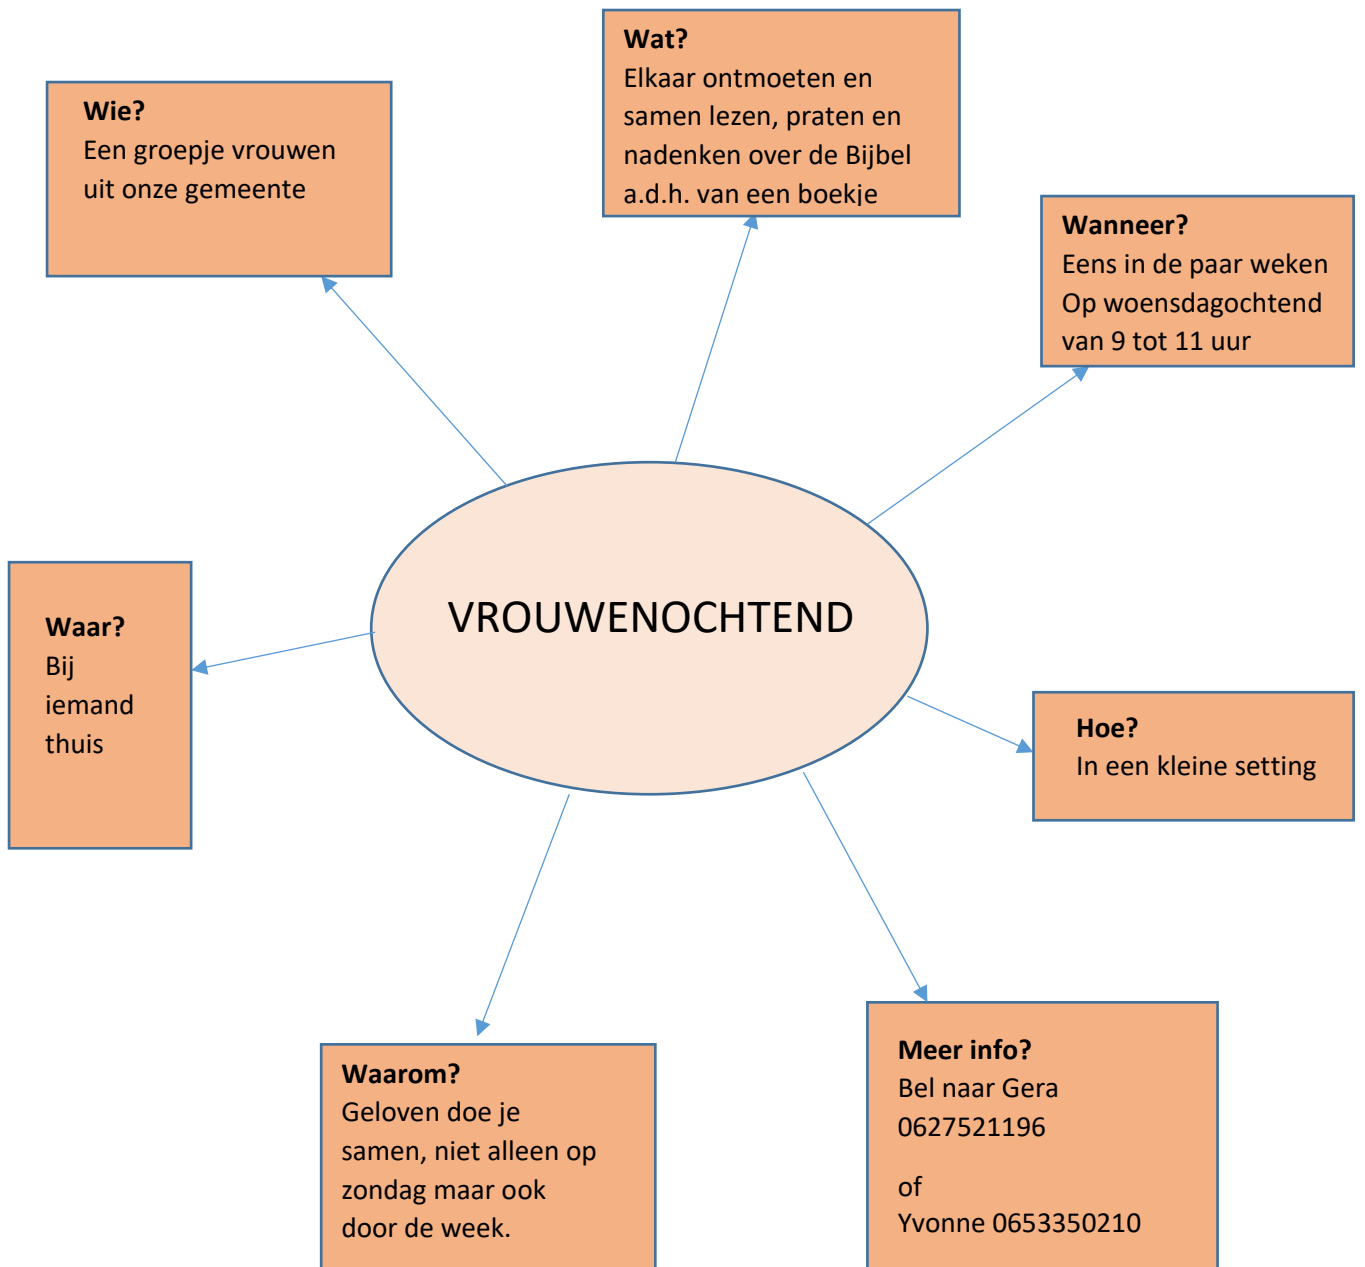 Wat?
Elkaar ontmoeten en
samen lezen, praten en
nadenken over de Bijbel
a.d.h. van een boekje
Wie?
Een groepje vrouwen
uit onze gemeente
Wanneer?
Eens in de paar weken
Op woensdagochtend
van 9 tot 11 uur
VROUWENOCHTEND
Waar?
Bij
iemand
thuis
Hoe?
In een kleine setting
Waarom?
Geloven doe je
samen, niet alleen op
zondag maar ook
door de week.
Meer info?
Bel naar Gera
0627521196
of
Yvonne 0653350210